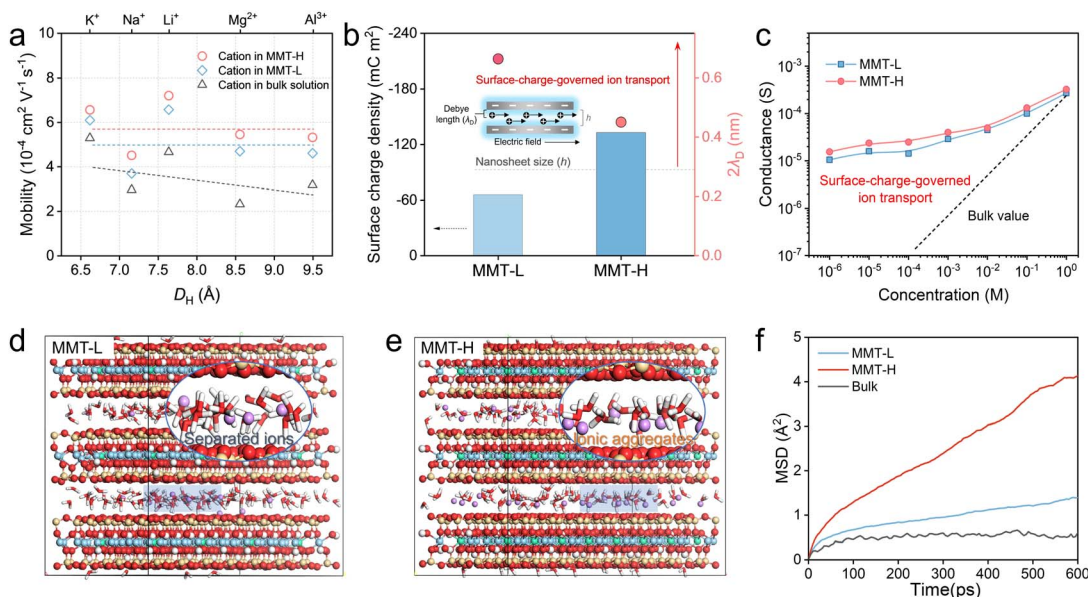 a
K⁺ Na⁺ Li⁺ Mg²⁺ Al³⁺
Cation in MMT-H
Cation in MMT-L
Cation in bulk solution
Mobility (10⁻⁴ cm² V⁻¹ s⁻¹)
10
8
6
4
2
0
6.5 7.0 7.5 8.0 8.5 9.0 9.5
D_H (Å)
b
Surface charge density (mC m²)
-240
-180
-120
-60
0
Surface-charge-governed ion transport
Debye
length (λ_D)
h
Electric field
Nanosheet size (h)
MMT-L MMT-H
0.6
0.4
0.2
0.0
2λ_D (nm)
c
MMT-L
MMT-H
Conductance (S)
10⁻³
10⁻⁴
10⁻⁵
10⁻⁶
10⁻⁷
Surface-charge-governed
ion transport
Bulk value
10⁻⁶ 10⁻⁵ 10⁻⁴ 10⁻³ 10⁻² 10⁻¹ 10⁰
Concentration (M)
d
MMT-L
Separated ions
e
MMT-H
Ionic aggregates
f
MMT-L
MMT-H
Bulk
MSD (Å²)
5
4
3
2
1
0
0 100 200 300 400 500 600
Time(ps)